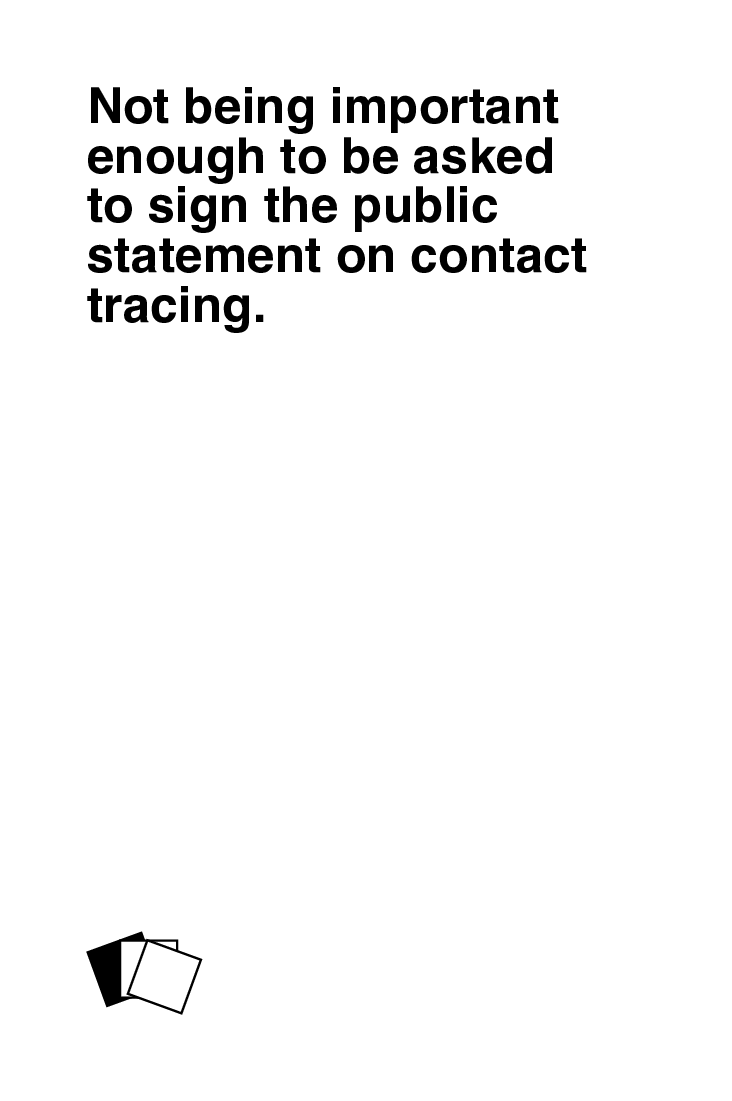 Not being important
enough to be asked
to sign the public
statement on contact
tracing.